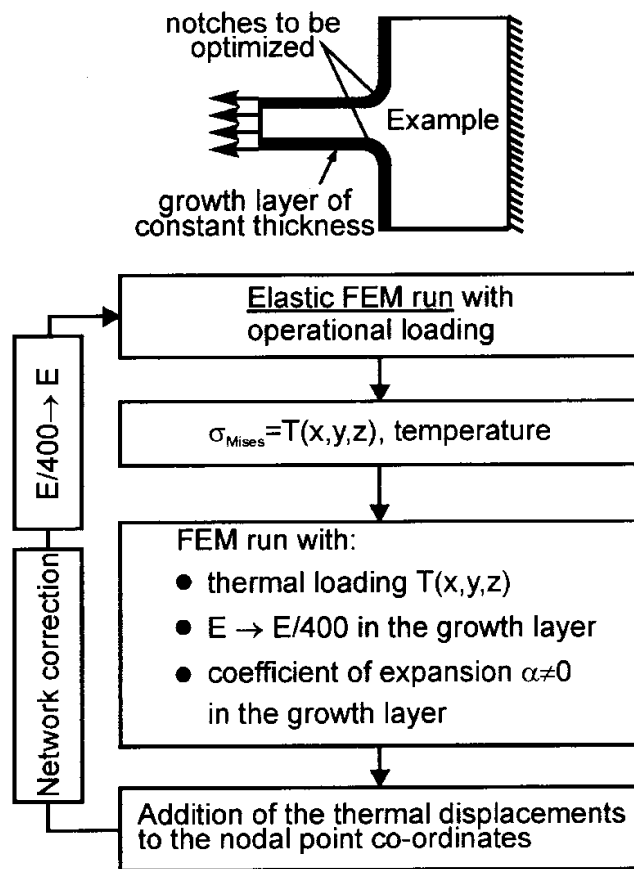 notches to be
optimized
Example
growth layer of
constant thickness
Elastic FEM run with
operational loading
σMises=T(x,y,z), temperature
FEM run with:
● thermal loading T(x,y,z)
● E → E/400 in the growth layer
● coefficient of expansion α≠0
in the growth layer
Addition of the thermal displacements
to the nodal point co-ordinates
Network correction
E/400→ E